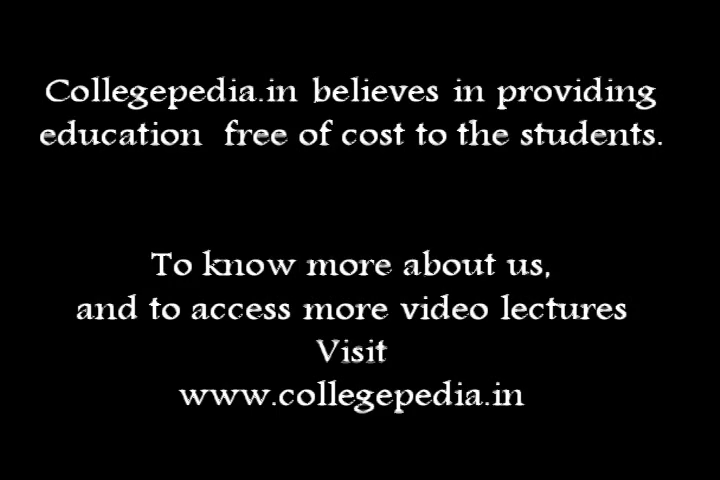 Collegepedia.in believes in providing
education free of cost to the students.
To know more about us,
and to access more video lectures
Visit
www.collegepedia.in